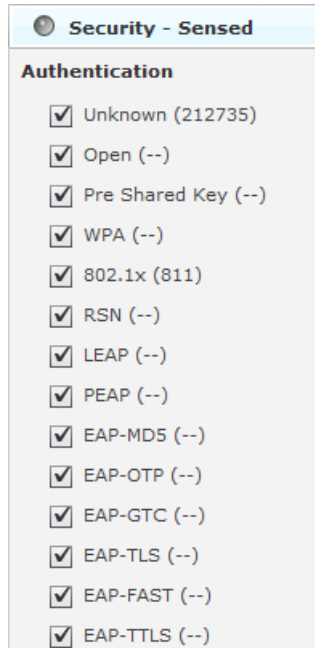 Security - Sensed
Authentication
Unknown (212735)
Open (--)
Pre Shared Key (--)
WPA (--)
802.1x (811)
RSN (--)
LEAP (--)
PEAP (--)
EAP-MD5 (--)
EAP-OTP (--)
EAP-GTC (--)
EAP-TLS (--)
EAP-FAST (--)
EAP-TTLS (--)